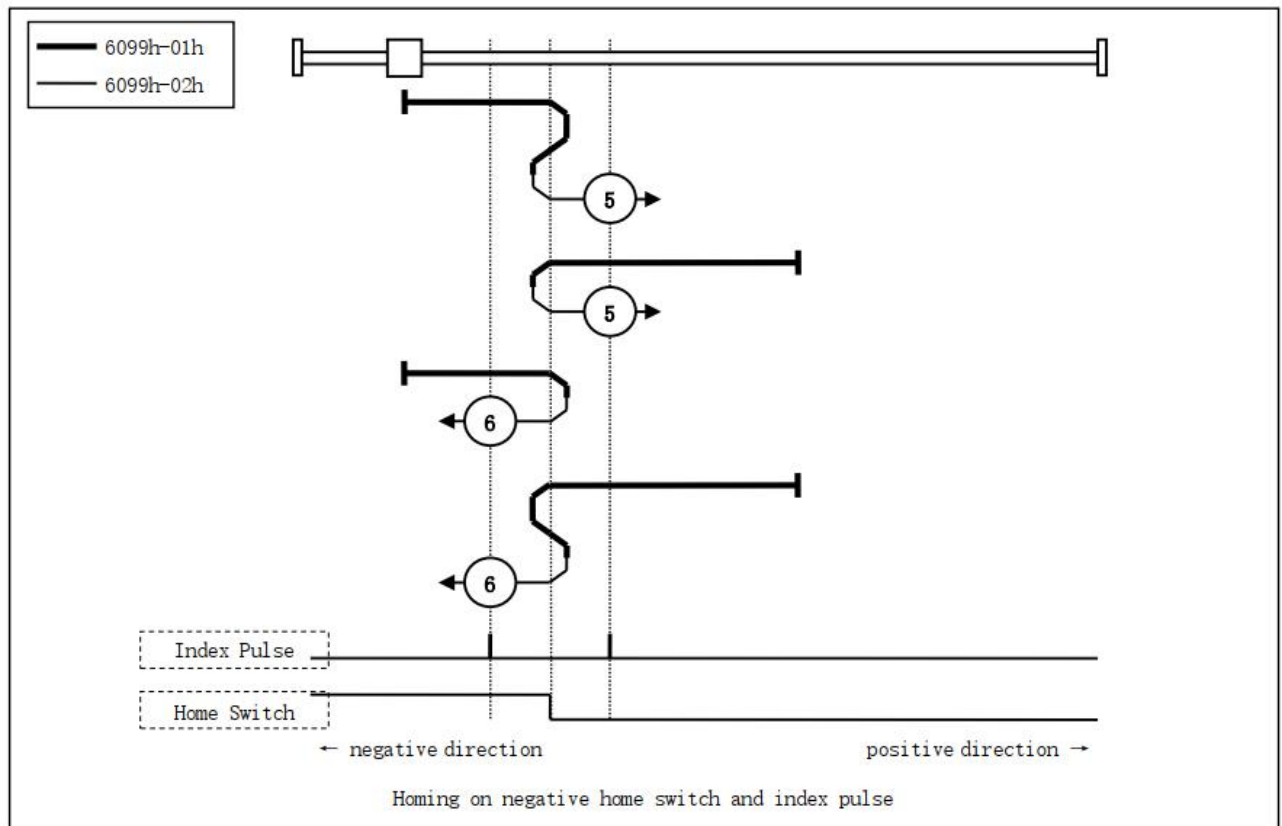 6099h-01h
6099h-02h
5
5
6
6
Index Pulse
Home Switch
← negative direction
positive direction →
Homing on negative home switch and index pulse